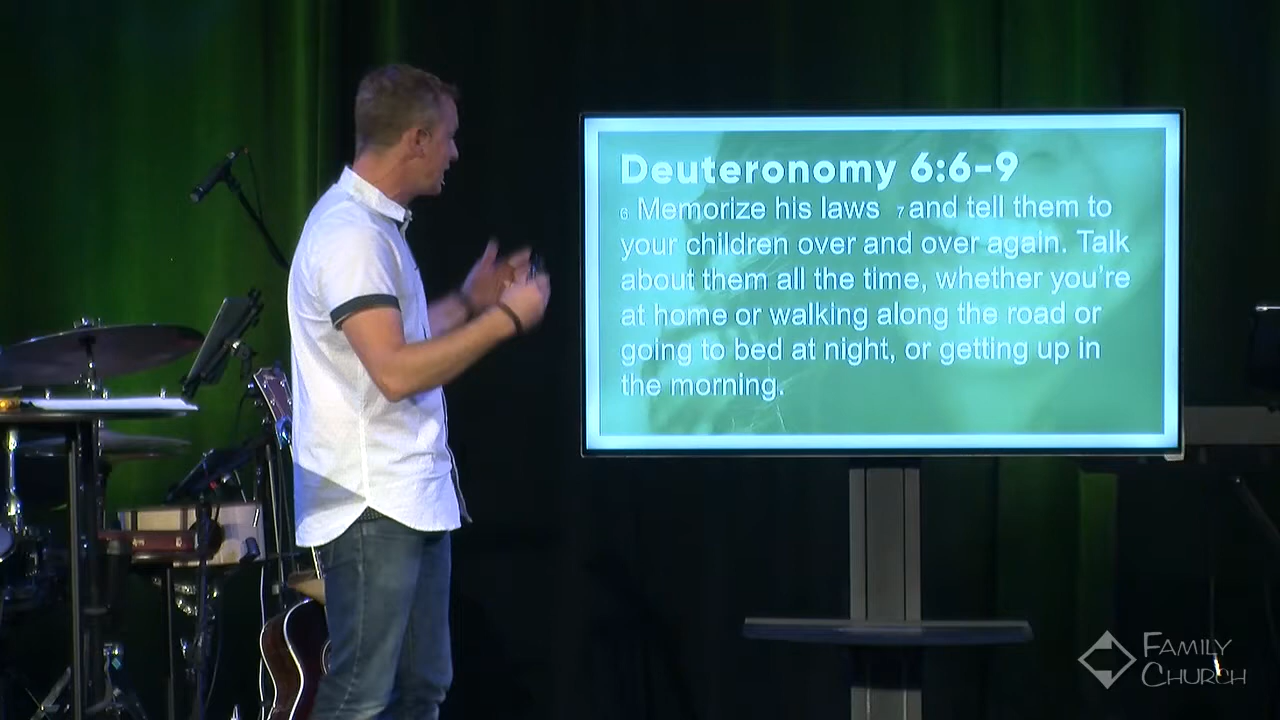 Deuteronomy 6:6-9
6 Memorize his laws 7 and tell them to
your children over and over again. Talk
about them all the time, whether you're
at home or walking along the road or
going to bed at night, or getting up in
the morning.
Family
Church